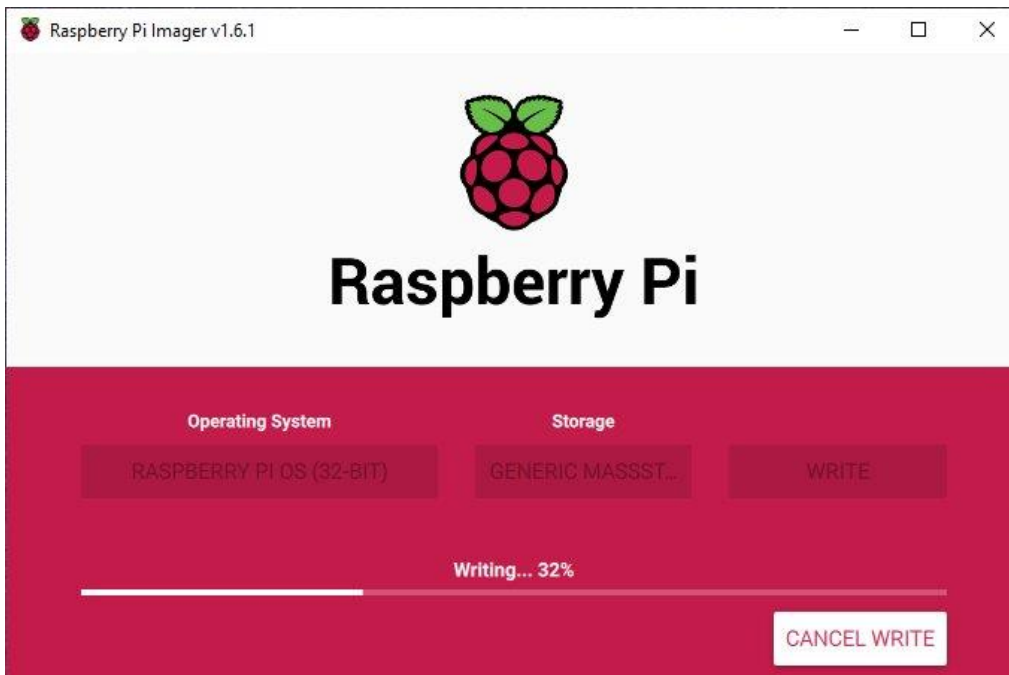 Raspberry Pi Imager v1.6.1
Raspberry Pi
Operating System
Storage
RASPBERRY PI OS (32-BIT)
GENERIC MASSST...
WRITE
Writing... 32%
CANCEL WRITE